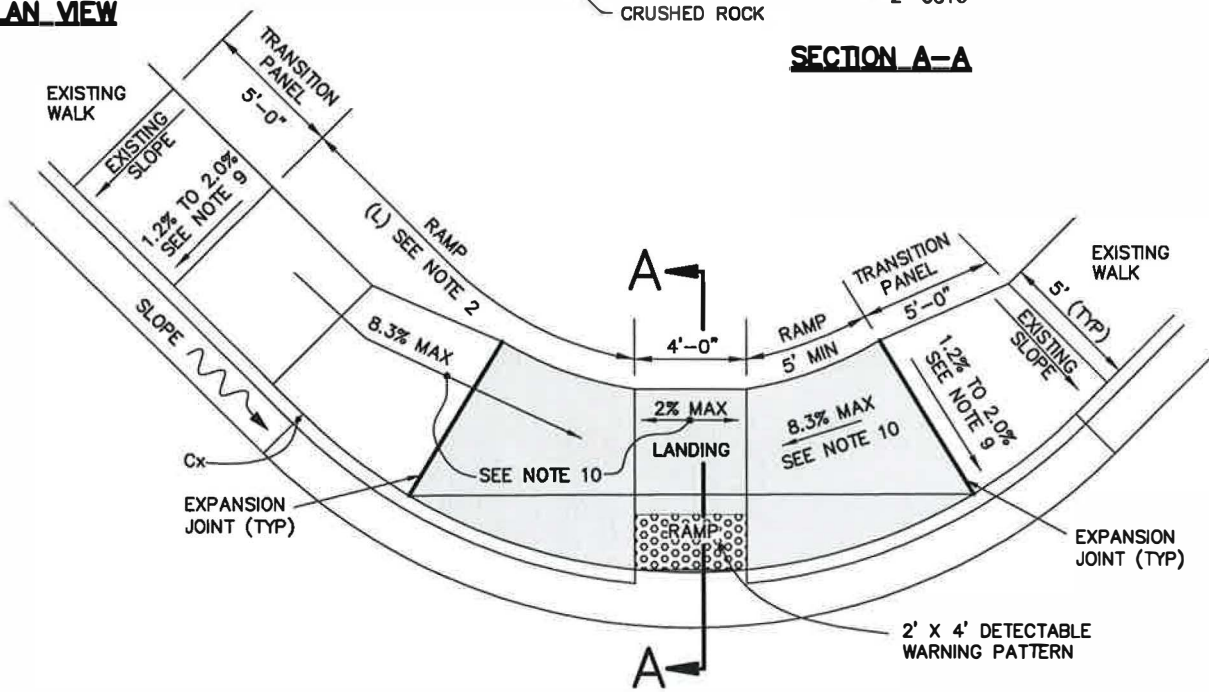 AN VIEW
CRUSHED ROCK
SECTION A-A
EXISTING
WALK
TRANSITION
PANEL
5'-0"
EXISTING
SLOPE
1.2% TO 2.0%
SEE NOTE 9
RAMP
(L) SEE NOTE 2
A
4'-0"
RAMP
5' MIN
TRANSITION
PANEL
5'-0"
EXISTING
WALK
5' (TYP)
EXISTING
SLOPE
SLOPE
8.3% MAX
2% MAX
LANDING
8.3% MAX
SEE NOTE 10
1.2% TO 2.0%
SEE NOTE 9
SEE NOTE 10
Cx
EXPANSION
JOINT (TYP)
RAMP
EXPANSION
JOINT (TYP)
2' X 4' DETECTABLE
WARNING PATTERN
A